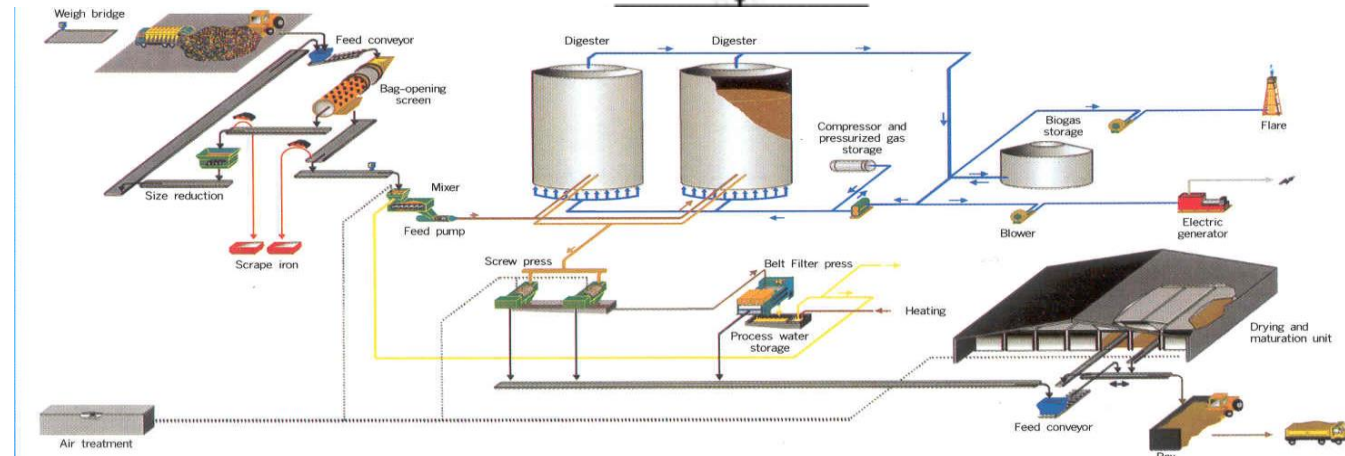 Weigh bridge
Feed conveyor
Bag-opening
screen
Size reduction
Scrape iron
Mixer
Feed pump
Digester
Digester
Compressor and
pressurized gas
storage
Biogas
storage
Flare
Blower
Electric
generator
Screw press
Belt Filter press
Heating
Process water
storage
Drying and
maturation unit
Feed conveyor
Air treatment